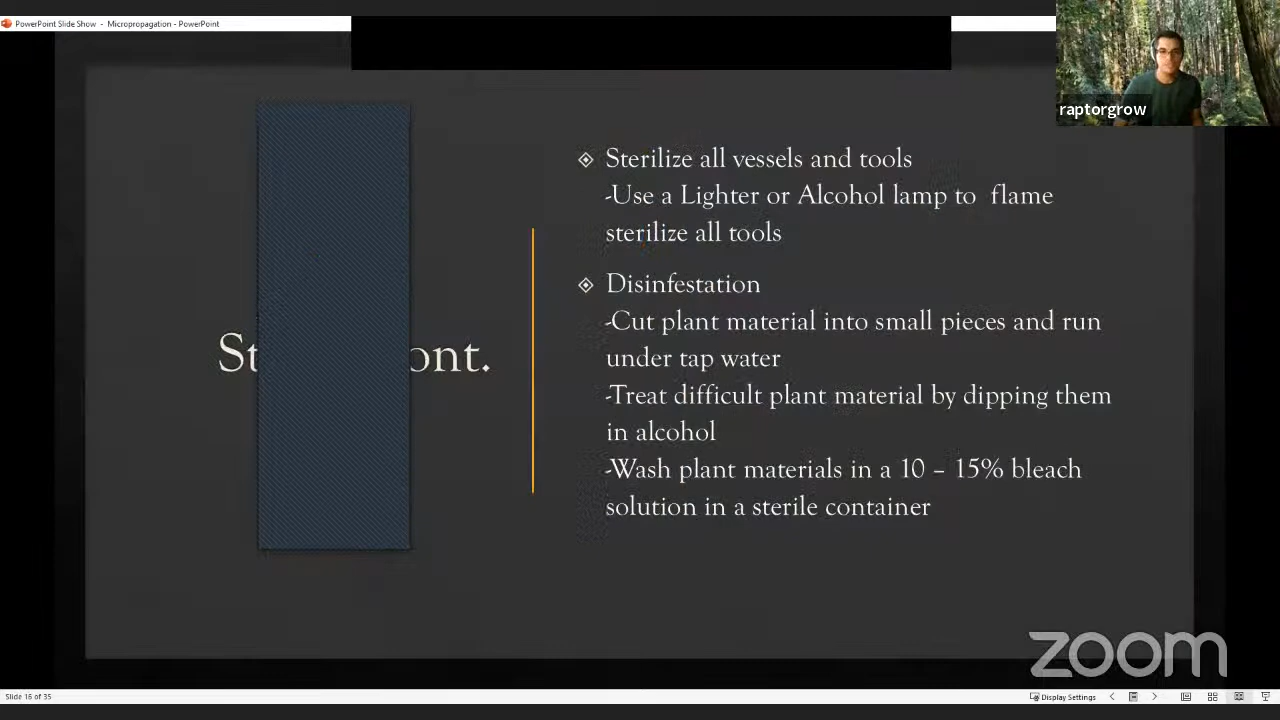 PowerPoint Slide Show - Micropropagation - PowerPoint
raptorgrow
Sterilize all vessels and tools
-Use a Lighter or Alcohol lamp to flame
sterilize all tools
Disinfestation
-Cut plant material into small pieces and run
under tap water
-Treat difficult plant material by dipping them
in alcohol
-Wash plant materials in a 10 – 15% bleach
solution in a sterile container
zoom
Slide 16 of 35
Display Settings